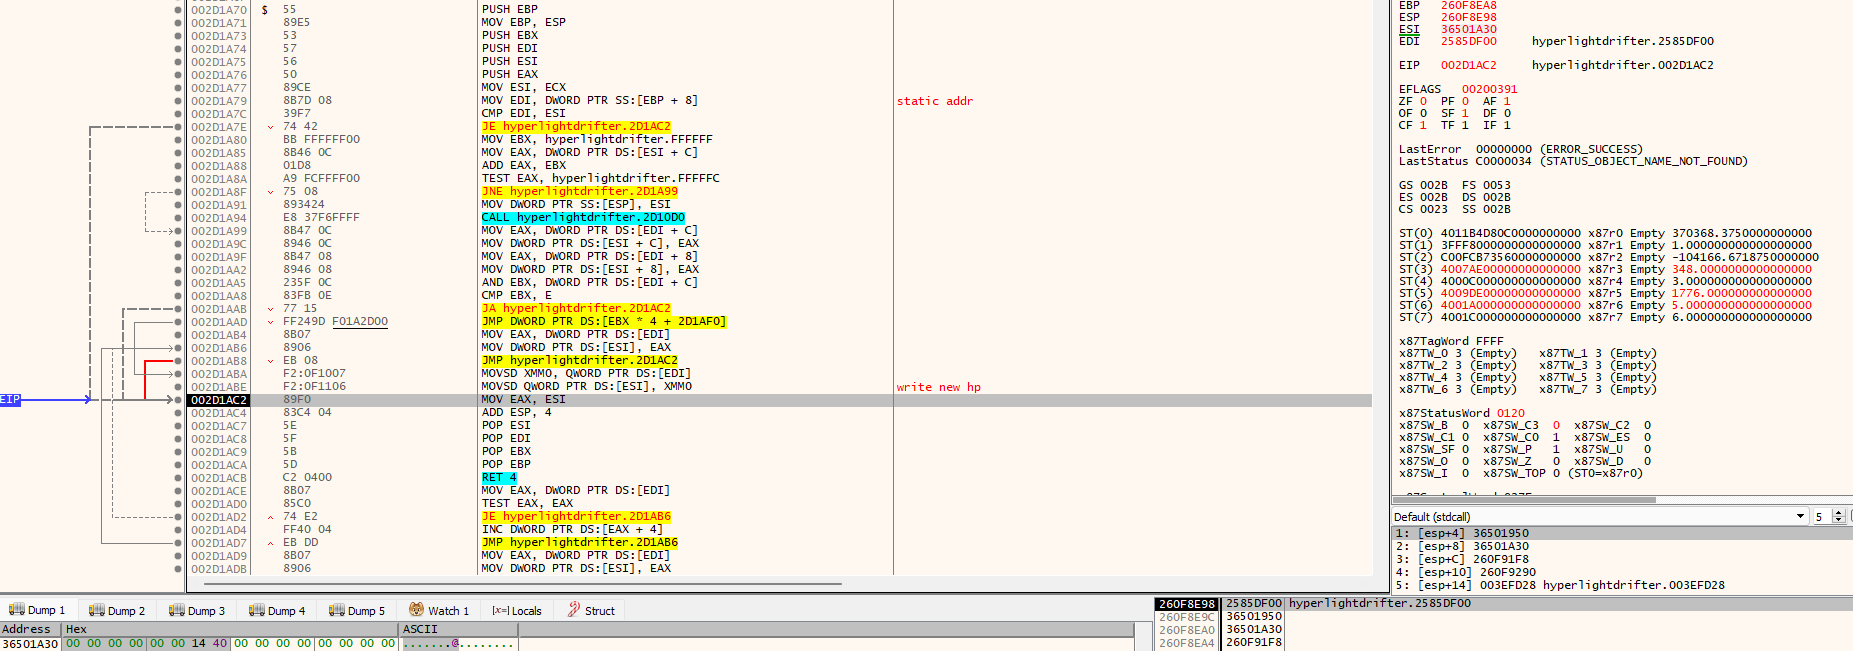 002D1A70 $ 55 PUSH EBP
002D1A71 89E5 MOV EBP, ESP
002D1A73 53 PUSH EBX
002D1A74 57 PUSH EDI
002D1A75 56 PUSH ESI
002D1A76 50 PUSH EAX
002D1A77 89CE MOV ESI, ECX
002D1A79 8B7D 08 MOV EDI, DWORD PTR SS:[EBP + 8] static addr
002D1A7C 39F7 CMP EDI, ESI
002D1A7E 74 42 JE hyperlightdrifter.2D1AC2
002D1A80 BB FFFFFF00 MOV EBX, hyperlightdrifter.FFFFFF
002D1A85 8B46 0C MOV EAX, DWORD PTR DS:[ESI + C]
002D1A88 01D8 ADD EAX, EBX
002D1A8A A9 FCFFFF00 TEST EAX, hyperlightdrifter.FFFFFC
002D1A8F 75 08 JNE hyperlightdrifter.2D1A99
002D1A91 893424 MOV DWORD PTR SS:[ESP], ESI
002D1A94 E8 37F6FFFF CALL hyperlightdrifter.2D10D0
002D1A99 8B47 0C MOV EAX, DWORD PTR DS:[EDI + C]
002D1A9C 8946 0C MOV DWORD PTR DS:[ESI + C], EAX
002D1A9F 8B47 08 MOV EAX, DWORD PTR DS:[EDI + 8]
002D1AA2 8946 08 MOV DWORD PTR DS:[ESI + 8], EAX
002D1AA5 235F 0C AND EBX, DWORD PTR DS:[EDI + C]
002D1AA8 83FB 0E CMP EBX, E
002D1AAB 77 15 JA hyperlightdrifter.2D1AC2
002D1AAD FF249D F01A2D00 JMP DWORD PTR DS:[EBX * 4 + 2D1AF0]
002D1AB4 8B07 MOV EAX, DWORD PTR DS:[EDI]
002D1AB6 8906 MOV DWORD PTR DS:[ESI], EAX
002D1AB8 EB 08 JMP hyperlightdrifter.2D1AC2
002D1ABA F2:0F1007 MOVSD XMM0, QWORD PTR DS:[EDI]
002D1ABE F2:0F1106 MOVSD QWORD PTR DS:[ESI], XMM0 write new hp
EIP 002D1AC2 89F0 MOV EAX, ESI
002D1AC4 83C4 04 ADD ESP, 4
002D1AC7 5E POP ESI
002D1AC8 5F POP EDI
002D1AC9 5B POP EBX
002D1ACA 5D POP EBP
002D1ACB C2 0400 RET 4
002D1ACE 8B07 MOV EAX, DWORD PTR DS:[EDI]
002D1AD0 85C0 TEST EAX, EAX
002D1AD2 74 E2 JE hyperlightdrifter.2D1AB6
002D1AD4 FF40 04 INC DWORD PTR DS:[EAX + 4]
002D1AD7 EB DD JMP hyperlightdrifter.2D1AB6
002D1AD9 8B07 MOV EAX, DWORD PTR DS:[EDI]
002D1ADB 8906 MOV DWORD PTR DS:[ESI], EAX
EBP 260F8EA8
ESP 260F8E98
ESI 36501A30
EDI 2585DF00 hyperlightdrifter.2585DF00
EIP 002D1AC2 hyperlightdrifter.002D1AC2
EFLAGS 00200391
ZF 0 PF 0 AF 1
OF 0 SF 1 DF 0
CF 1 TF 1 IF 1
LastError 00000000 (ERROR_SUCCESS)
LastStatus C0000034 (STATUS_OBJECT_NAME_NOT_FOUND)
GS 002B FS 0053
ES 002B DS 002B
CS 0023 SS 002B
ST(0) 4011B4D80C0000000000 x87r0 Empty 370368.3750000000000
ST(1) 3FFF8000000000000000 x87r1 Empty 1.000000000000000000
ST(2) C00FCB73560000000000 x87r2 Empty -104166.6718750000000
ST(3) 4007AE00000000000000 x87r3 Empty 348.0000000000000000
ST(4) 4000C000000000000000 x87r4 Empty 3.000000000000000000
ST(5) 4009DE00000000000000 x87r5 Empty 1776.000000000000000
ST(6) 4001A000000000000000 x87r6 Empty 5.000000000000000000
ST(7) 4001C000000000000000 x87r7 Empty 6.000000000000000000
x87TagWord FFFF
x87TW_0 3 (Empty) x87TW_1 3 (Empty)
x87TW_2 3 (Empty) x87TW_3 3 (Empty)
x87TW_4 3 (Empty) x87TW_5 3 (Empty)
x87TW_6 3 (Empty) x87TW_7 3 (Empty)
x87StatusWord 0120
x87SW_B 0 x87SW_C3 0 x87SW_C2 0
x87SW_C1 0 x87SW_C0 1 x87SW_ES 0
x87SW_SF 0 x87SW_P 1 x87SW_U 0
x87SW_O 0 x87SW_Z 0 x87SW_D 0
x87SW_I 0 x87SW_TOP 0 (ST0=x87r0)
Default (stdcall) 5
1: [esp+4] 36501950
2: [esp+8] 36501A30
3: [esp+C] 260F91F8
4: [esp+10] 260F9290
5: [esp+14] 003EFD28 hyperlightdrifter.003EFD28
Dump 1 Dump 2 Dump 3 Dump 4 Dump 5 Watch 1 [x=] Locals Struct
Address Hex ASCII
36501A30 00 00 00 00 00 00 14 40 00 00 00 00 00 00 00 00 .......@........
260F8E98 2585DF00 hyperlightdrifter.2585DF00
260F8E9C 36501950
260F8EA0 36501A30
260F8EA4 260F91F8